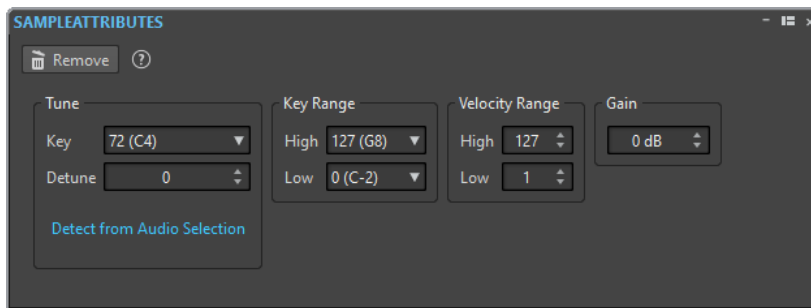 SAMPLEATTRIBUTES
Remove ?
Tune Key Range Velocity Range Gain
Key 72 (C4) High 127 (G8) High 127 0 dB
Detune 0 Low 0 (C-2) Low 1
Detect from Audio Selection